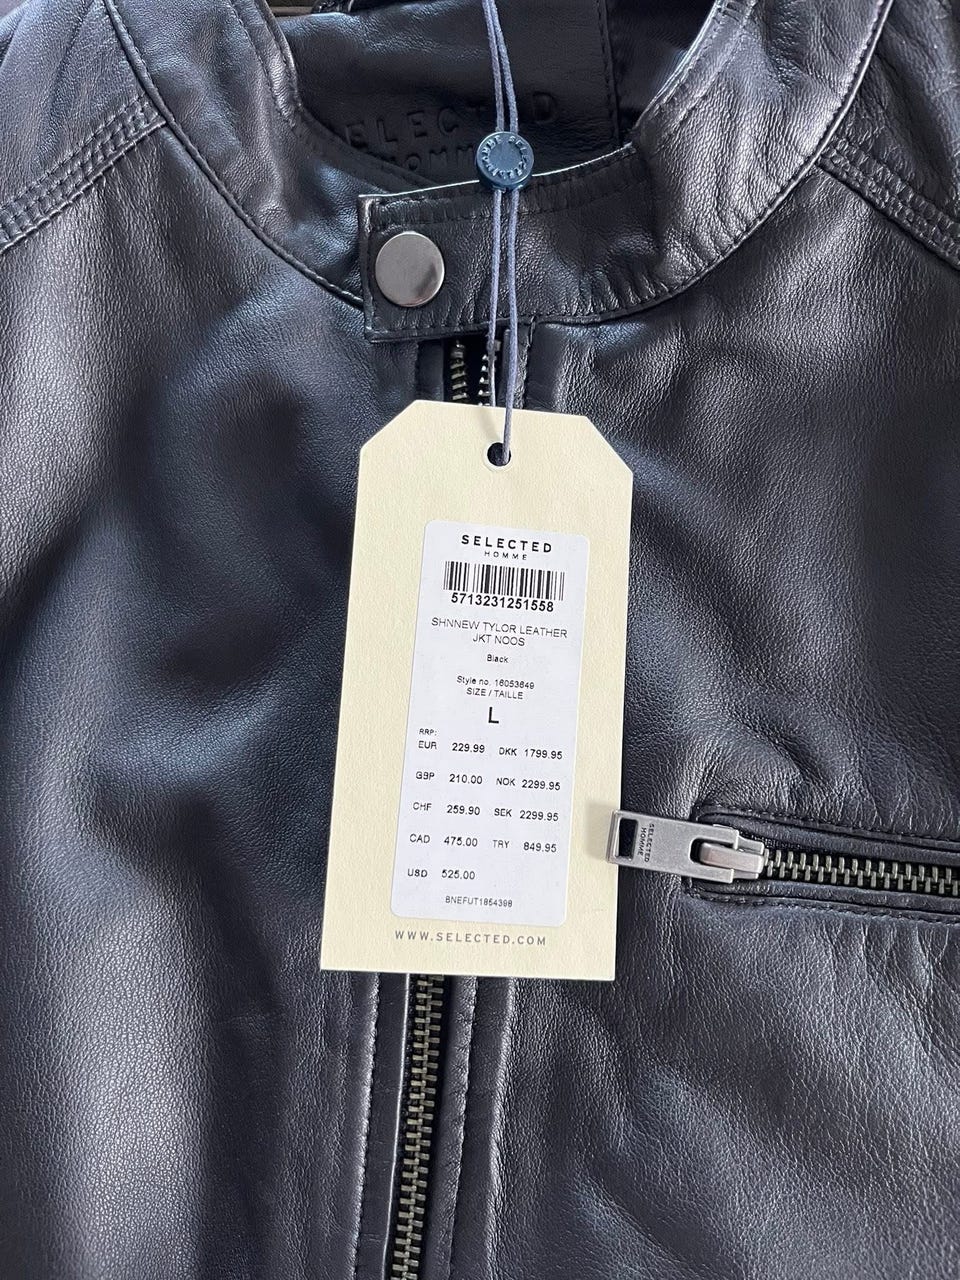 SELECTED
HOMME
SELECTED
HOMME
5713231251558
SHNNEW TYLOR LEATHER
JKT NOOS
Black
Style no. 16053649
SIZE / TAILLE
L
RRP:
EUR 229.99 DKK 1799.95
GBP 210.00 NOK 2299.95
CHF 259.90 SEK 2299.95
CAD 475.00 TRY 849.95
USD 525.00
BNEFUT1854398
WWW.SELECTED.COM
SELECTED
HOMME